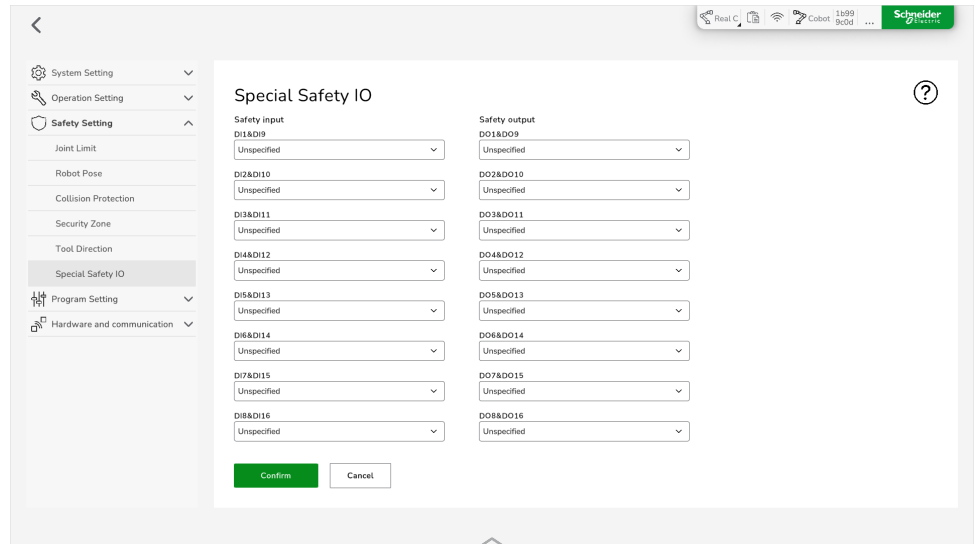 Real C
Cobot
1b99
9c0d
...
Schneider
Electric
System Setting
Operation Setting
Safety Setting
Joint Limit
Robot Pose
Collision Protection
Security Zone
Tool Direction
Special Safety IO
Program Setting
Hardware and communication
Special Safety IO
?
Safety input
DI1&DI9
Unspecified
DI2&DI10
Unspecified
DI3&DI11
Unspecified
DI4&DI12
Unspecified
DI5&DI13
Unspecified
DI6&DI14
Unspecified
DI7&DI15
Unspecified
DI8&DI16
Unspecified
Safety output
DO1&DO9
Unspecified
DO2&DO10
Unspecified
DO3&DO11
Unspecified
DO4&DO12
Unspecified
DO5&DO13
Unspecified
DO6&DO14
Unspecified
DO7&DO15
Unspecified
DO8&DO16
Unspecified
Confirm
Cancel